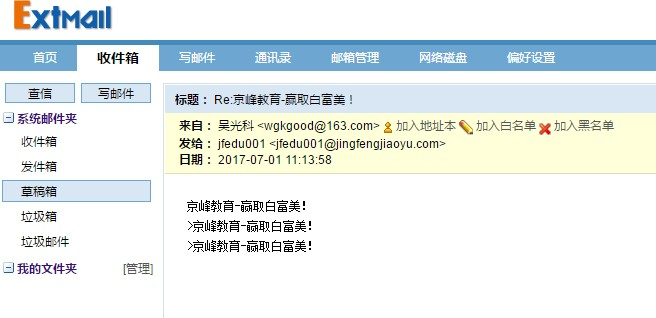 Extmail
首页 收件箱 写邮件 通讯录 邮箱管理 网络磁盘 偏好设置
查信 写邮件
系统邮件夹
收件箱
发件箱
草稿箱
垃圾箱
垃圾邮件
我的文件夹 [管理]
标题： Re:京峰教育-赢取白富美！
来自： 吴光科 <wgkgood@163.com> 加入地址本 加入白名单 加入黑名单
发给： jfedu001 <jfedu001@jingfengjiaoyu.com>
日期： 2017-07-01 11:13:58
京峰教育-赢取白富美！
>京峰教育-赢取白富美！
>京峰教育-赢取白富美！